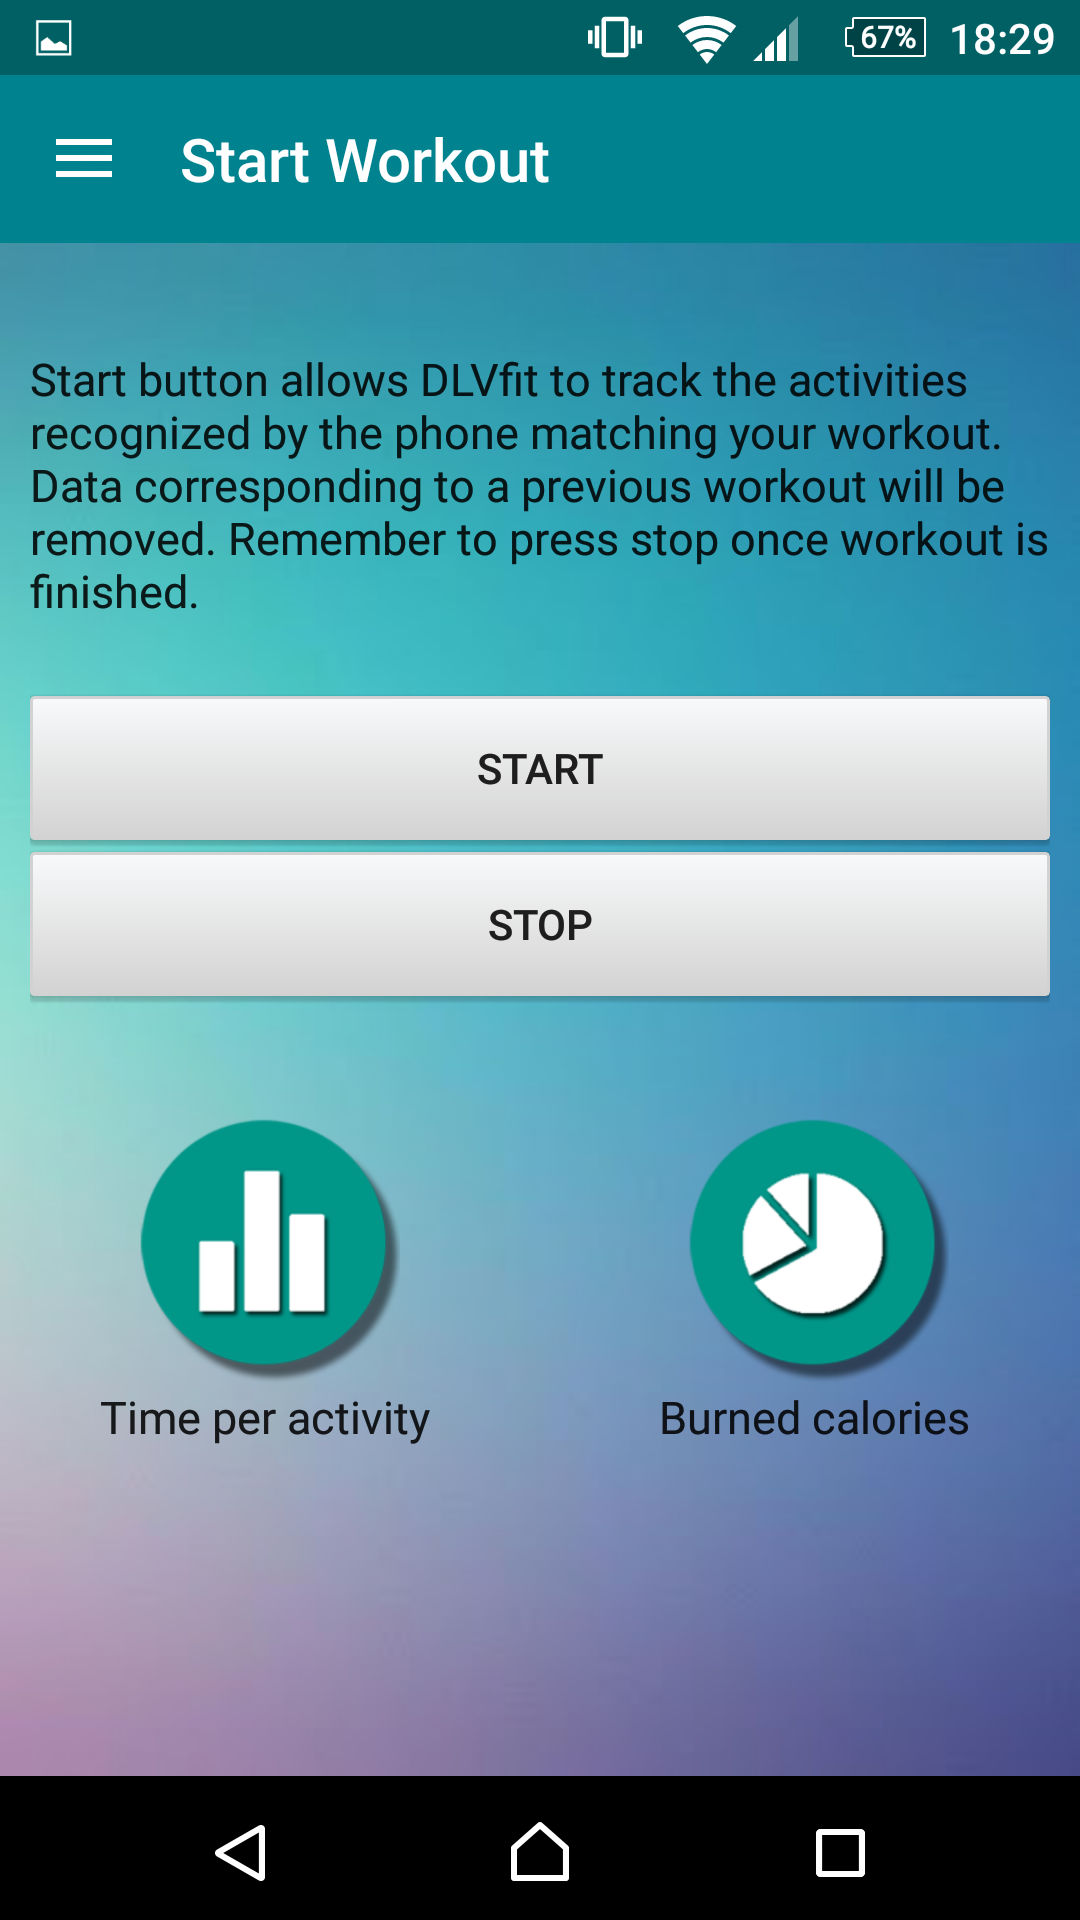 67% 18:29
Start Workout
Start button allows DLVfit to track the activities
recognized by the phone matching your workout.
Data corresponding to a previous workout will be
removed. Remember to press stop once workout is
finished.
START
STOP
Time per activity
Burned calories